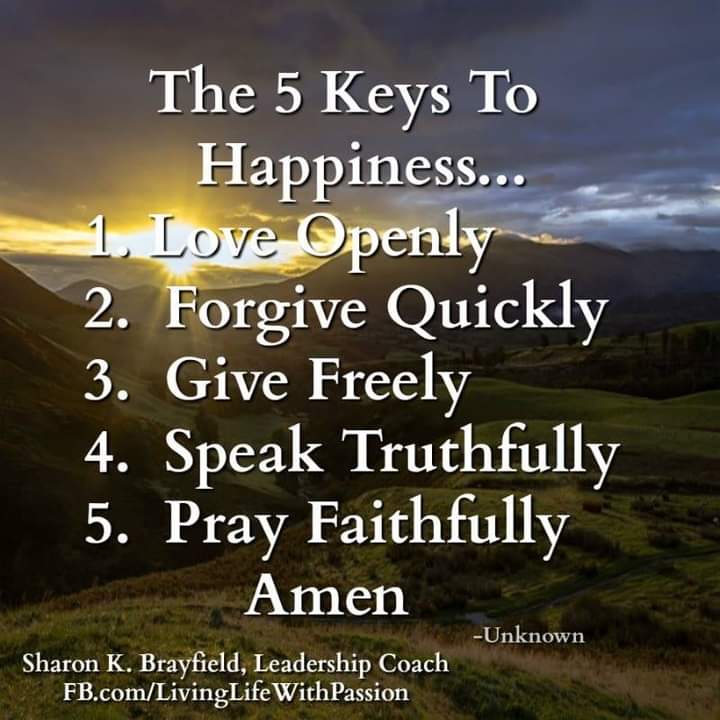 The 5 Keys To
Happiness...
1. Love Openly
2. Forgive Quickly
3. Give Freely
4. Speak Truthfully
5. Pray Faithfully
Amen
-Unknown
Sharon K. Brayfield, Leadership Coach
FB.com/LivingLifeWithPassion